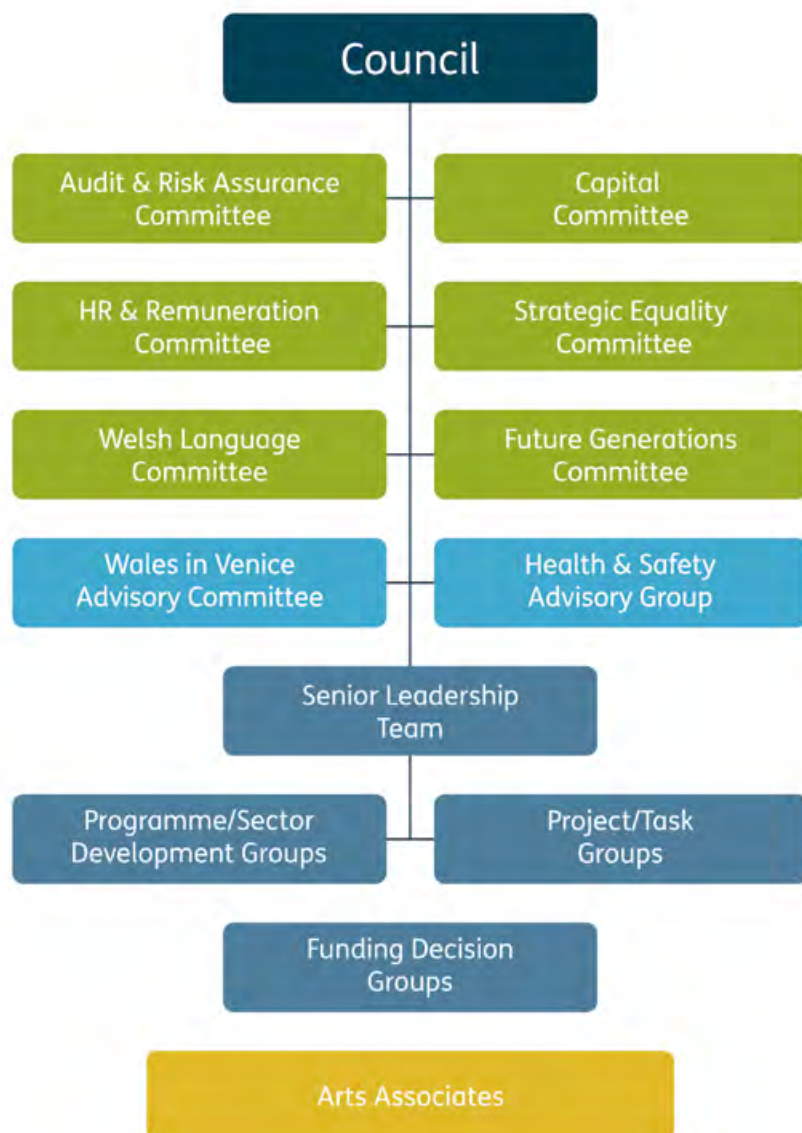 Council
Audit & Risk Assurance
Committee
Capital
Committee
HR & Remuneration
Committee
Strategic Equality
Committee
Welsh Language
Committee
Future Generations
Committee
Wales in Venice
Advisory Committee
Health & Safety
Advisory Group
Senior Leadership
Team
Programme/Sector
Development Groups
Project/Task
Groups
Funding Decision
Groups
Arts Associates